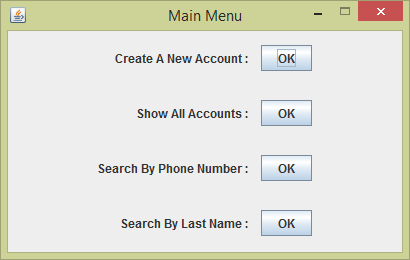 Main Menu
Create A New Account : OK
Show All Accounts : OK
Search By Phone Number : OK
Search By Last Name : OK